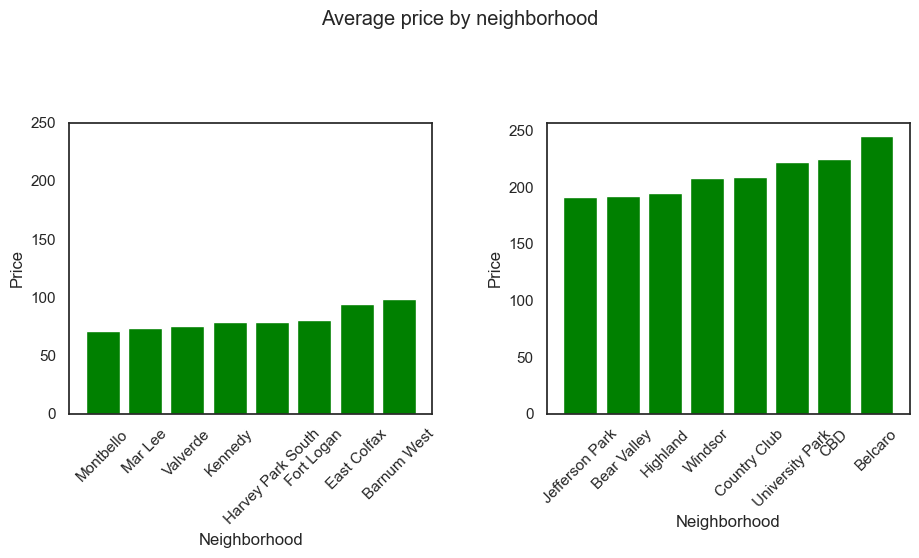 Average price by neighborhood
250
200
150
100
50
0
Price
Montbello
Mar Lee
Valverde
Kennedy
Harvey Park South
Fort Logan
East Colfax
Barnum West
Neighborhood
250
200
150
100
50
0
Price
Jefferson Park
Bear Valley
Highland
Windsor
Country Club
University Park
CBD
Belcaro
Neighborhood